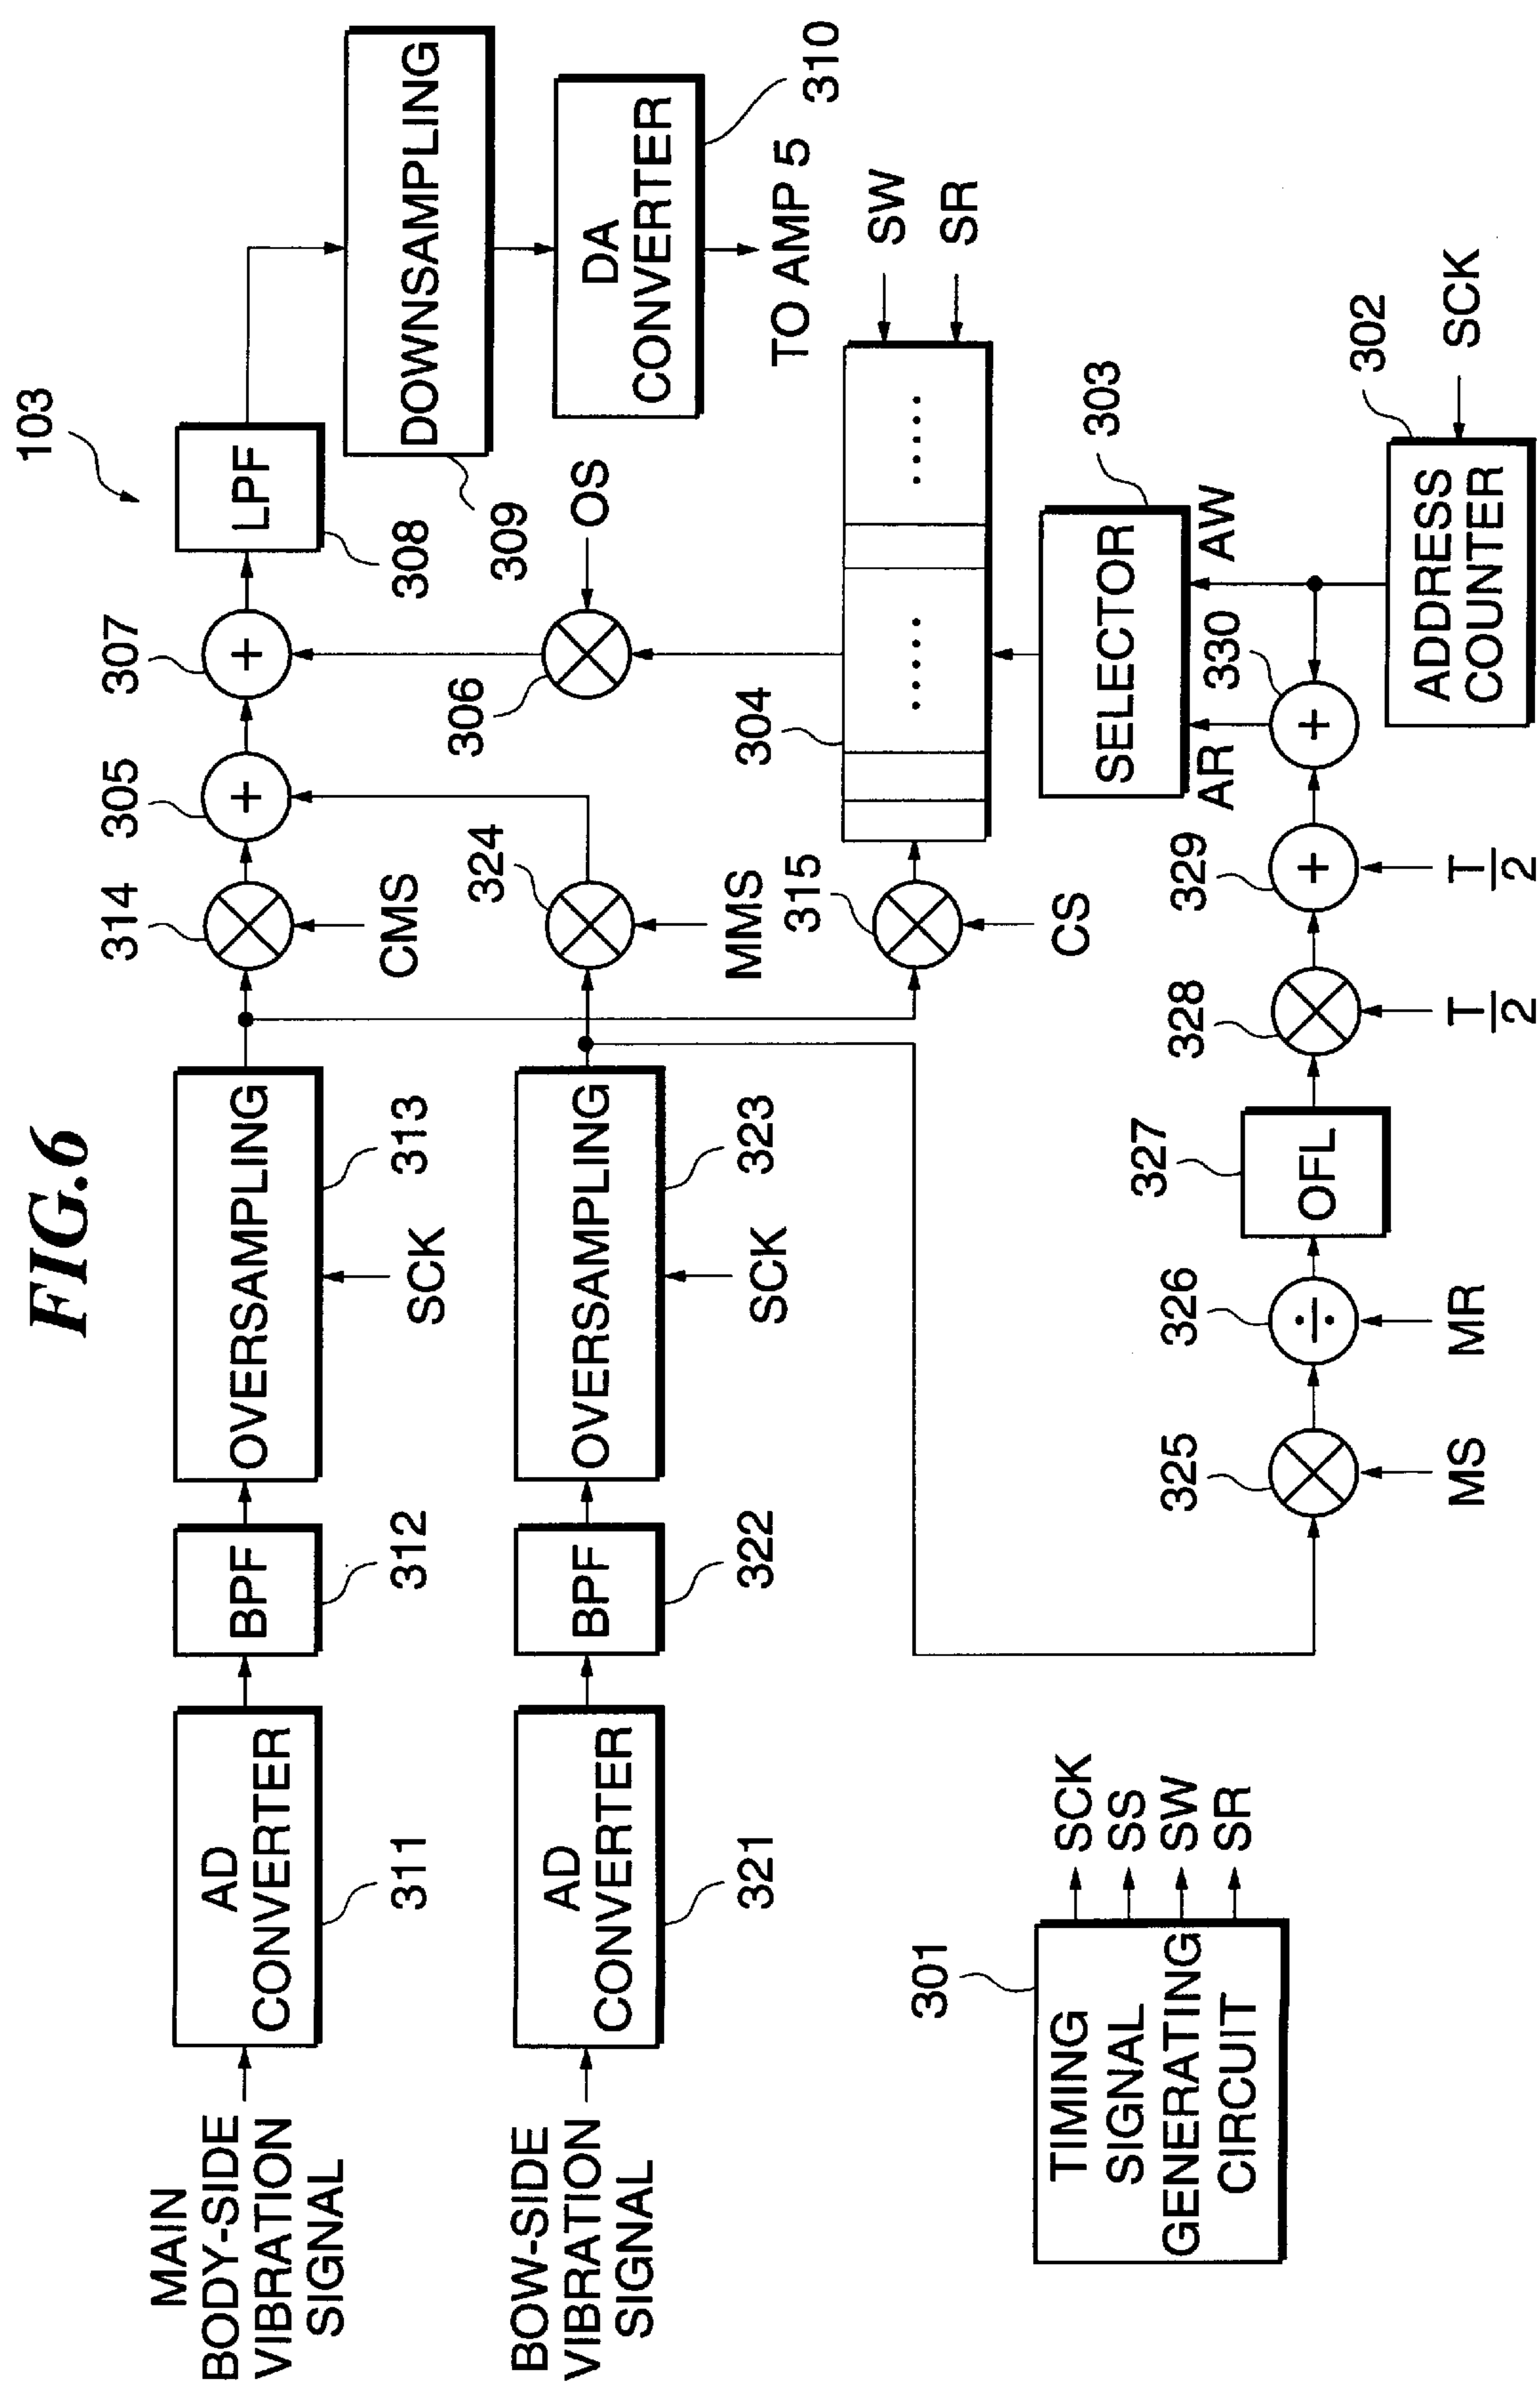 FIG.6
103
MAIN
BODY-SIDE
VIBRATION
SIGNAL
AD
CONVERTER
311
BPF
312
OVERSAMPLING
313
SCK
314
CMS
305
307
LPF
308
DOWNSAMPLING
309
DA
CONVERTER
310
TO AMP 5
BOW-SIDE
VIBRATION
SIGNAL
AD
CONVERTER
321
BPF
322
OVERSAMPLING
323
SCK
324
MMS
306
OS
315
CS
304
SW
SR
SELECTOR
303
AR
AW
TIMING
SIGNAL
GENERATING
CIRCUIT
301
SCK
SS
SW
SR
325
MS
326
÷
MR
OFL
327
328
T/2
329
+
T/2
330
+
ADDRESS
COUNTER
302
SCK